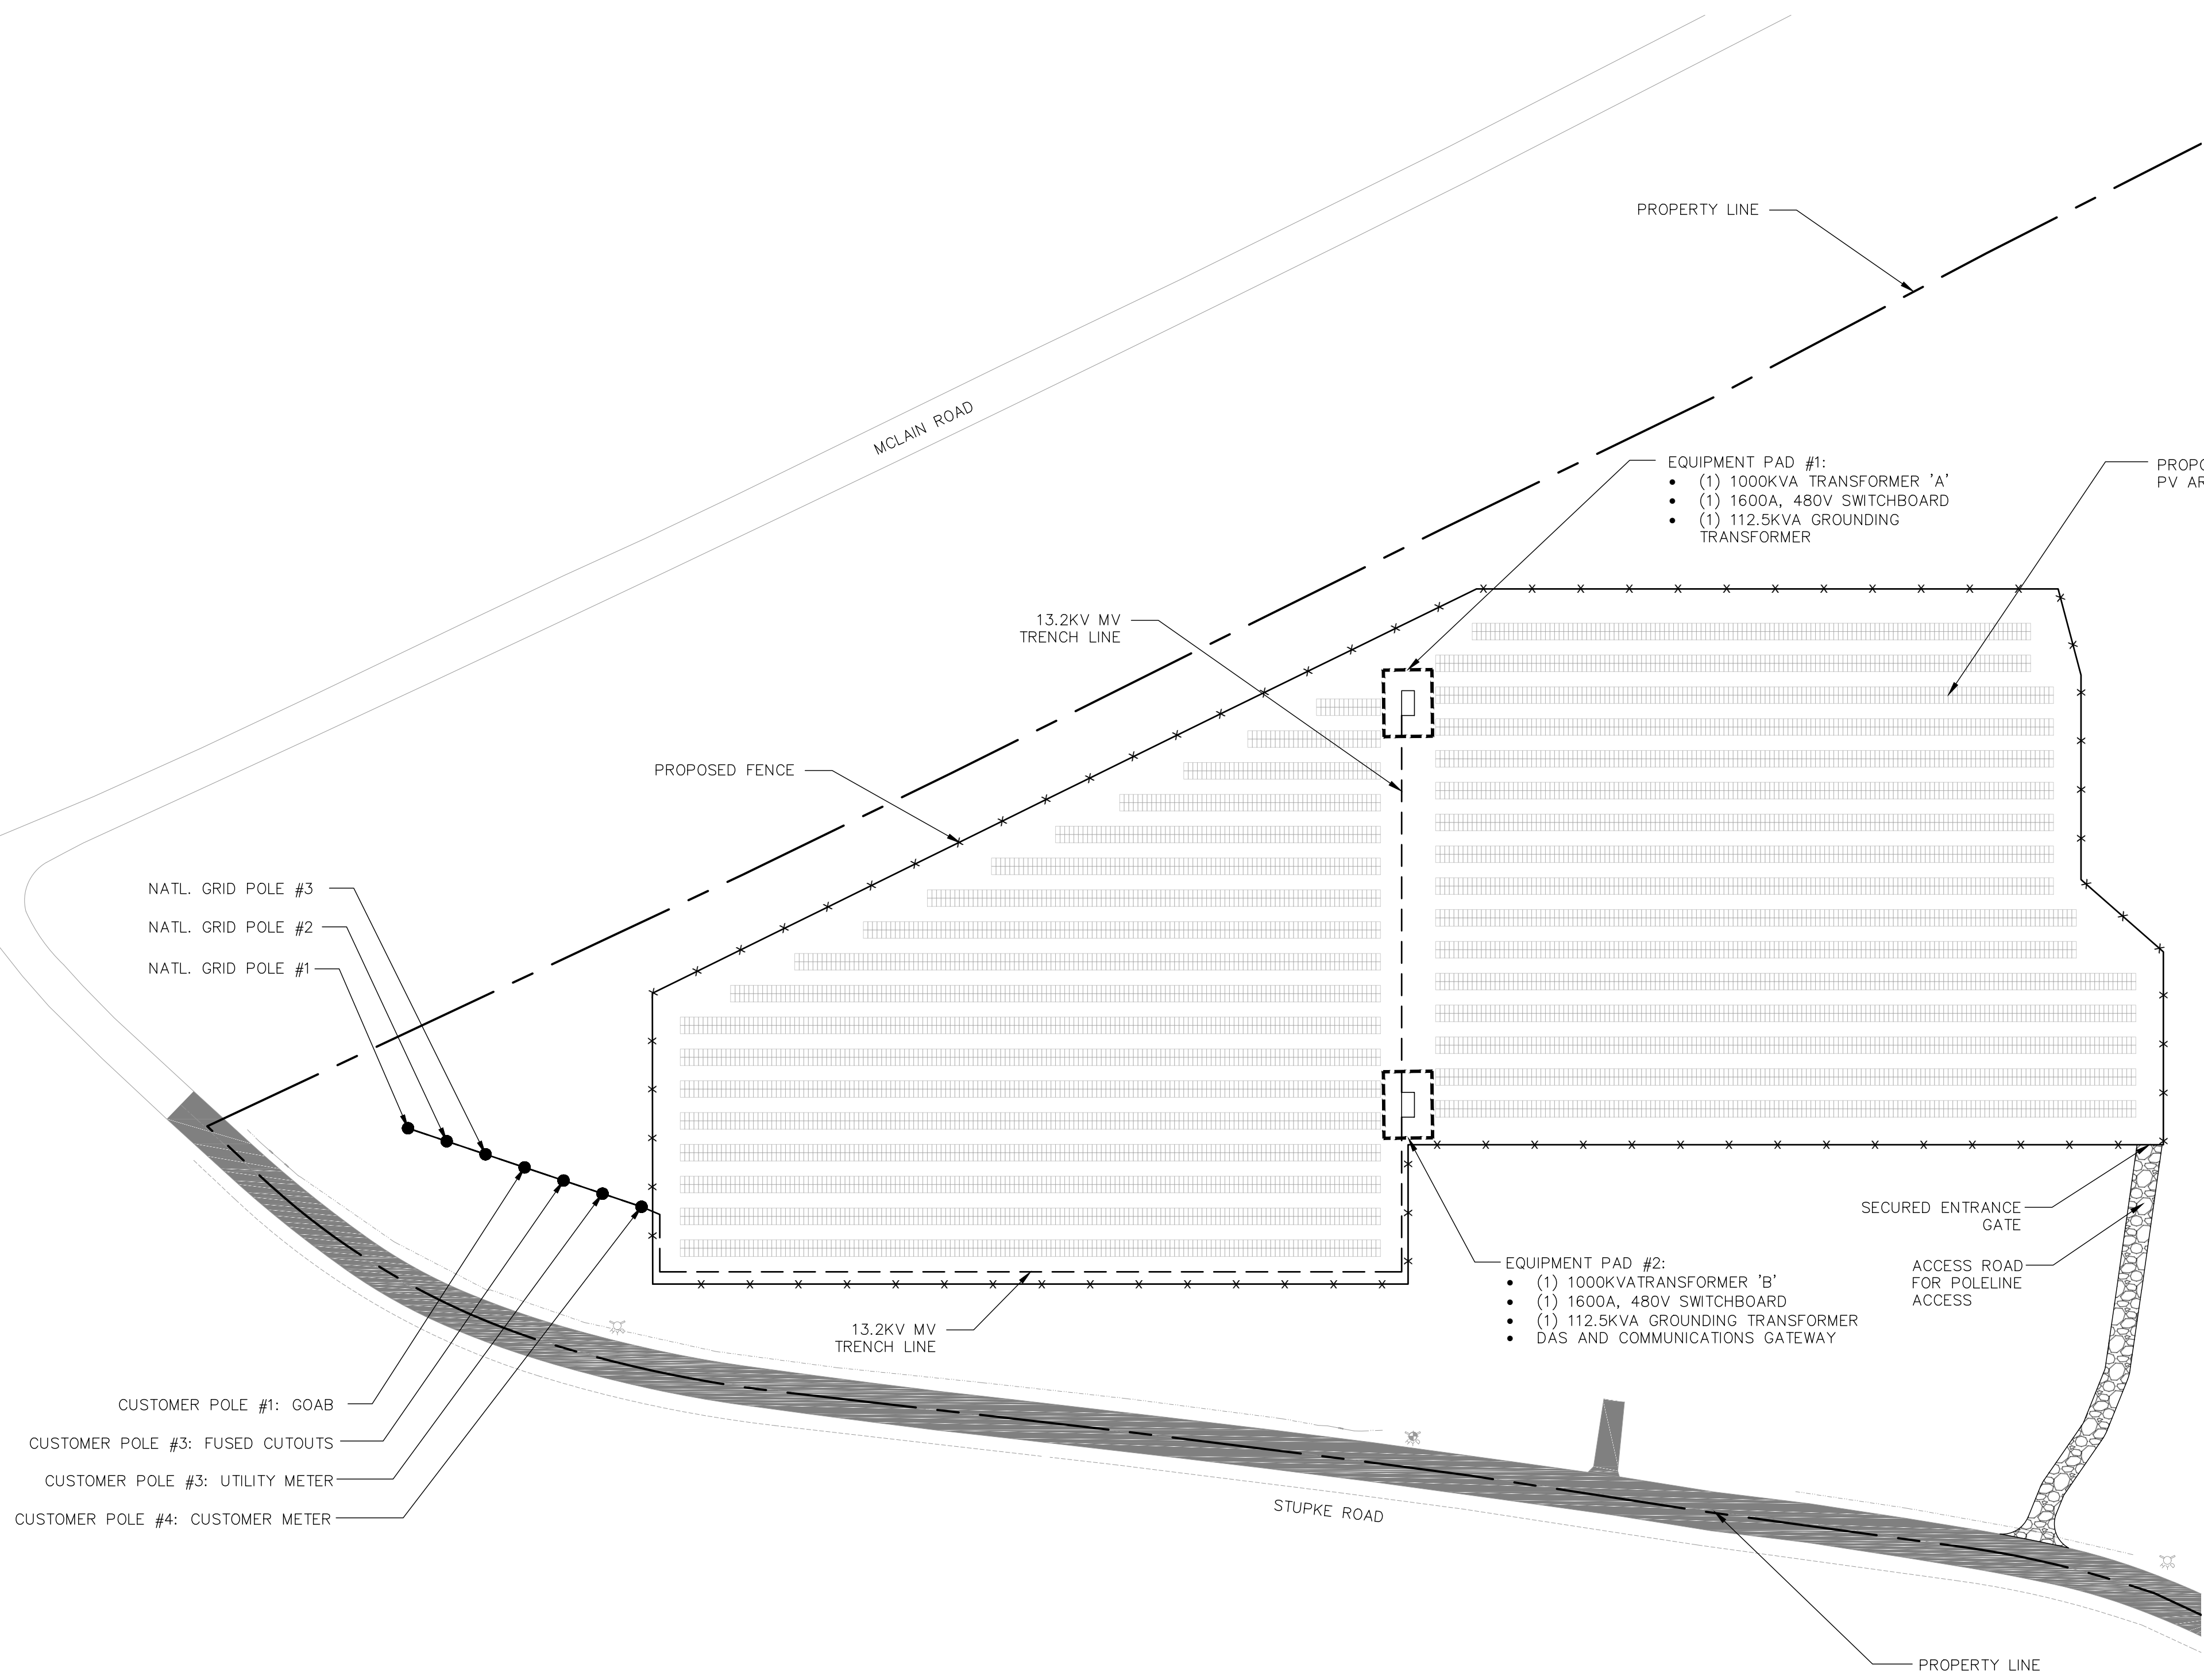 PROPERTY LINE
MCLAIN ROAD
EQUIPMENT PAD #1:
• (1) 1000KVA TRANSFORMER 'A'
• (1) 1600A, 480V SWITCHBOARD
• (1) 112.5KVA GROUNDING
TRANSFORMER
PROPO
PV AR
13.2KV MV
TRENCH LINE
PROPOSED FENCE
NATL. GRID POLE #3
NATL. GRID POLE #2
NATL. GRID POLE #1
SECURED ENTRANCE
GATE
ACCESS ROAD
FOR POLELINE
ACCESS
EQUIPMENT PAD #2:
• (1) 1000KVATRANSFORMER 'B'
• (1) 1600A, 480V SWITCHBOARD
• (1) 112.5KVA GROUNDING TRANSFORMER
• DAS AND COMMUNICATIONS GATEWAY
13.2KV MV
TRENCH LINE
CUSTOMER POLE #1: GOAB
CUSTOMER POLE #3: FUSED CUTOUTS
CUSTOMER POLE #3: UTILITY METER
CUSTOMER POLE #4: CUSTOMER METER
STUPKE ROAD
PROPERTY LINE